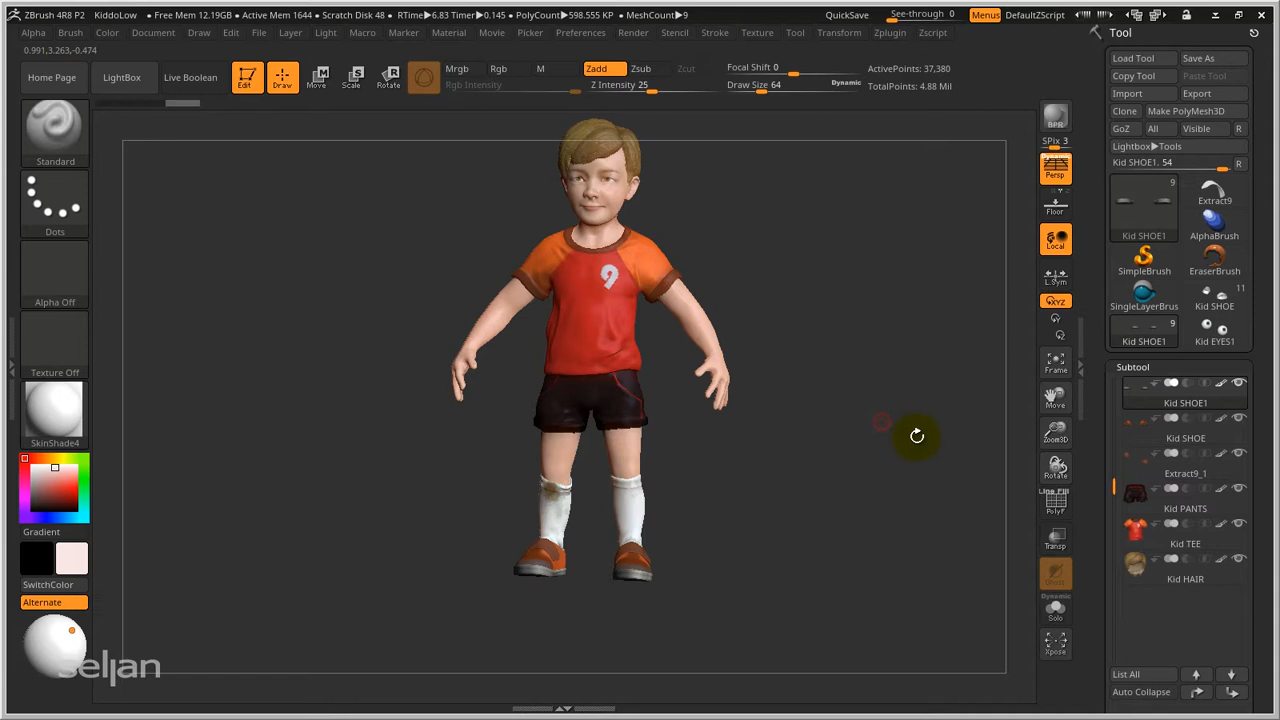 ZBrush 4R8 P2 KiddoLow • Free Mem 12.19GB • Active Mem 1644 • Scratch Disk 48 • RTime▶6.83 Timer▶0.145 • PolyCount▶598.555 KP • MeshCount▶9 QuickSave See-through 0 Menus DefaultZScript
Alpha Brush Color Document Draw Edit File Layer Light Macro Marker Material Movie Picker Preferences Render Stencil Stroke Texture Tool Transform Zplugin Zscript
Tool
0.991,3.263,-0.474
Load Tool Save As
Copy Tool Paste Tool
Import Export
Clone Make PolyMesh3D
GoZ All Visible R
Lightbox▶Tools
Kid SHOE1. 54 R
Home Page LightBox Live Boolean Edit Draw Move Scale Rotate
Mrgb Rgb M Zadd Zsub Zcut
Rgb Intensity Z Intensity 25
Focal Shift 0
Draw Size 64 Dynamic
ActivePoints: 37,380
TotalPoints: 4.88 Mil
Standard
Dots
Alpha Off
Texture Off
SkinShade4
Gradient
SwitchColor
Alternate
9
BPR
SPix 3
Dynamic
Persp
Floor
Local
L.Sym
XYZ
Frame
Move
Zoom3D
Rotate
Line Fill
PolyF
Transp
Ghost
Dynamic
Solo
Xpose
9
Kid SHOE1
Extract9
AlphaBrush
SimpleBrush EraserBrush
11
SingleLayerBrus Kid SHOE
9
Kid SHOE1 Kid EYES1
Subtool
Kid SHOE1
Kid SHOE
Extract9_1
Kid PANTS
Kid TEE
Kid HAIR
List All
Auto Collapse
seljan